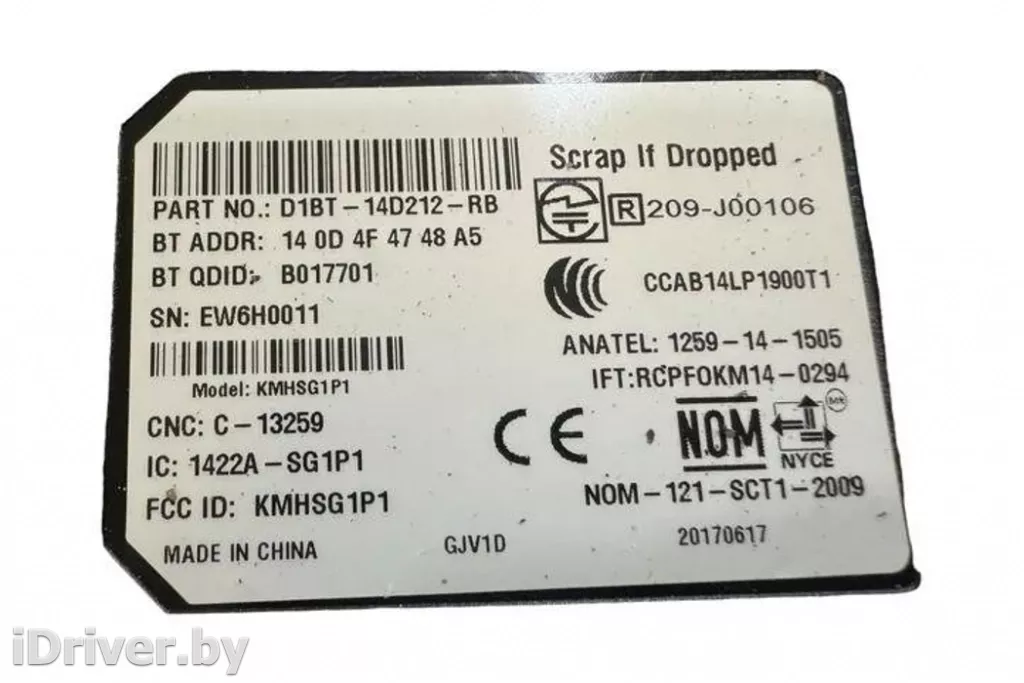 Scrap If Dropped
PART NO.: D1BT-14D212-RB
R 209-J00106
BT ADDR: 14 0D 4F 47 48 A5
BT QDID: B017701
CCAB14LP1900T1
SN: EW6H0011
ANATEL: 1259-14-1505
IFT:RCPFOKM14-0294
Model: KMHSG1P1
CNC: C-13259
CE
NOM
NYCE
IC: 1422A-SG1P1
NOM-121-SCT1-2009
FCC ID: KMHSG1P1
MADE IN CHINA
GJV1D
20170617
iDriver.by